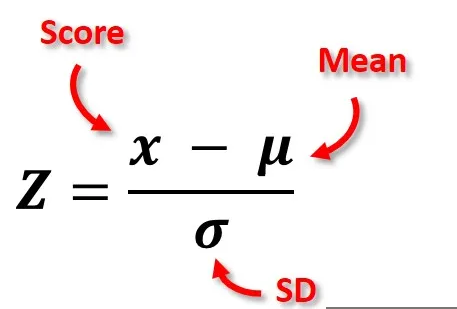 Score
Mean
Z = x − μ
σ
SD